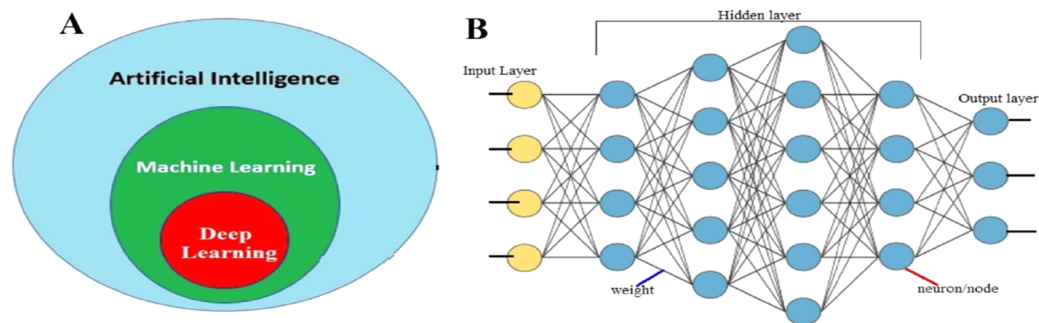 A
Artificial Intelligence
Machine Learning
Deep
Learning
B
Hidden layer
Input Layer
Output layer
weight
neuron/node